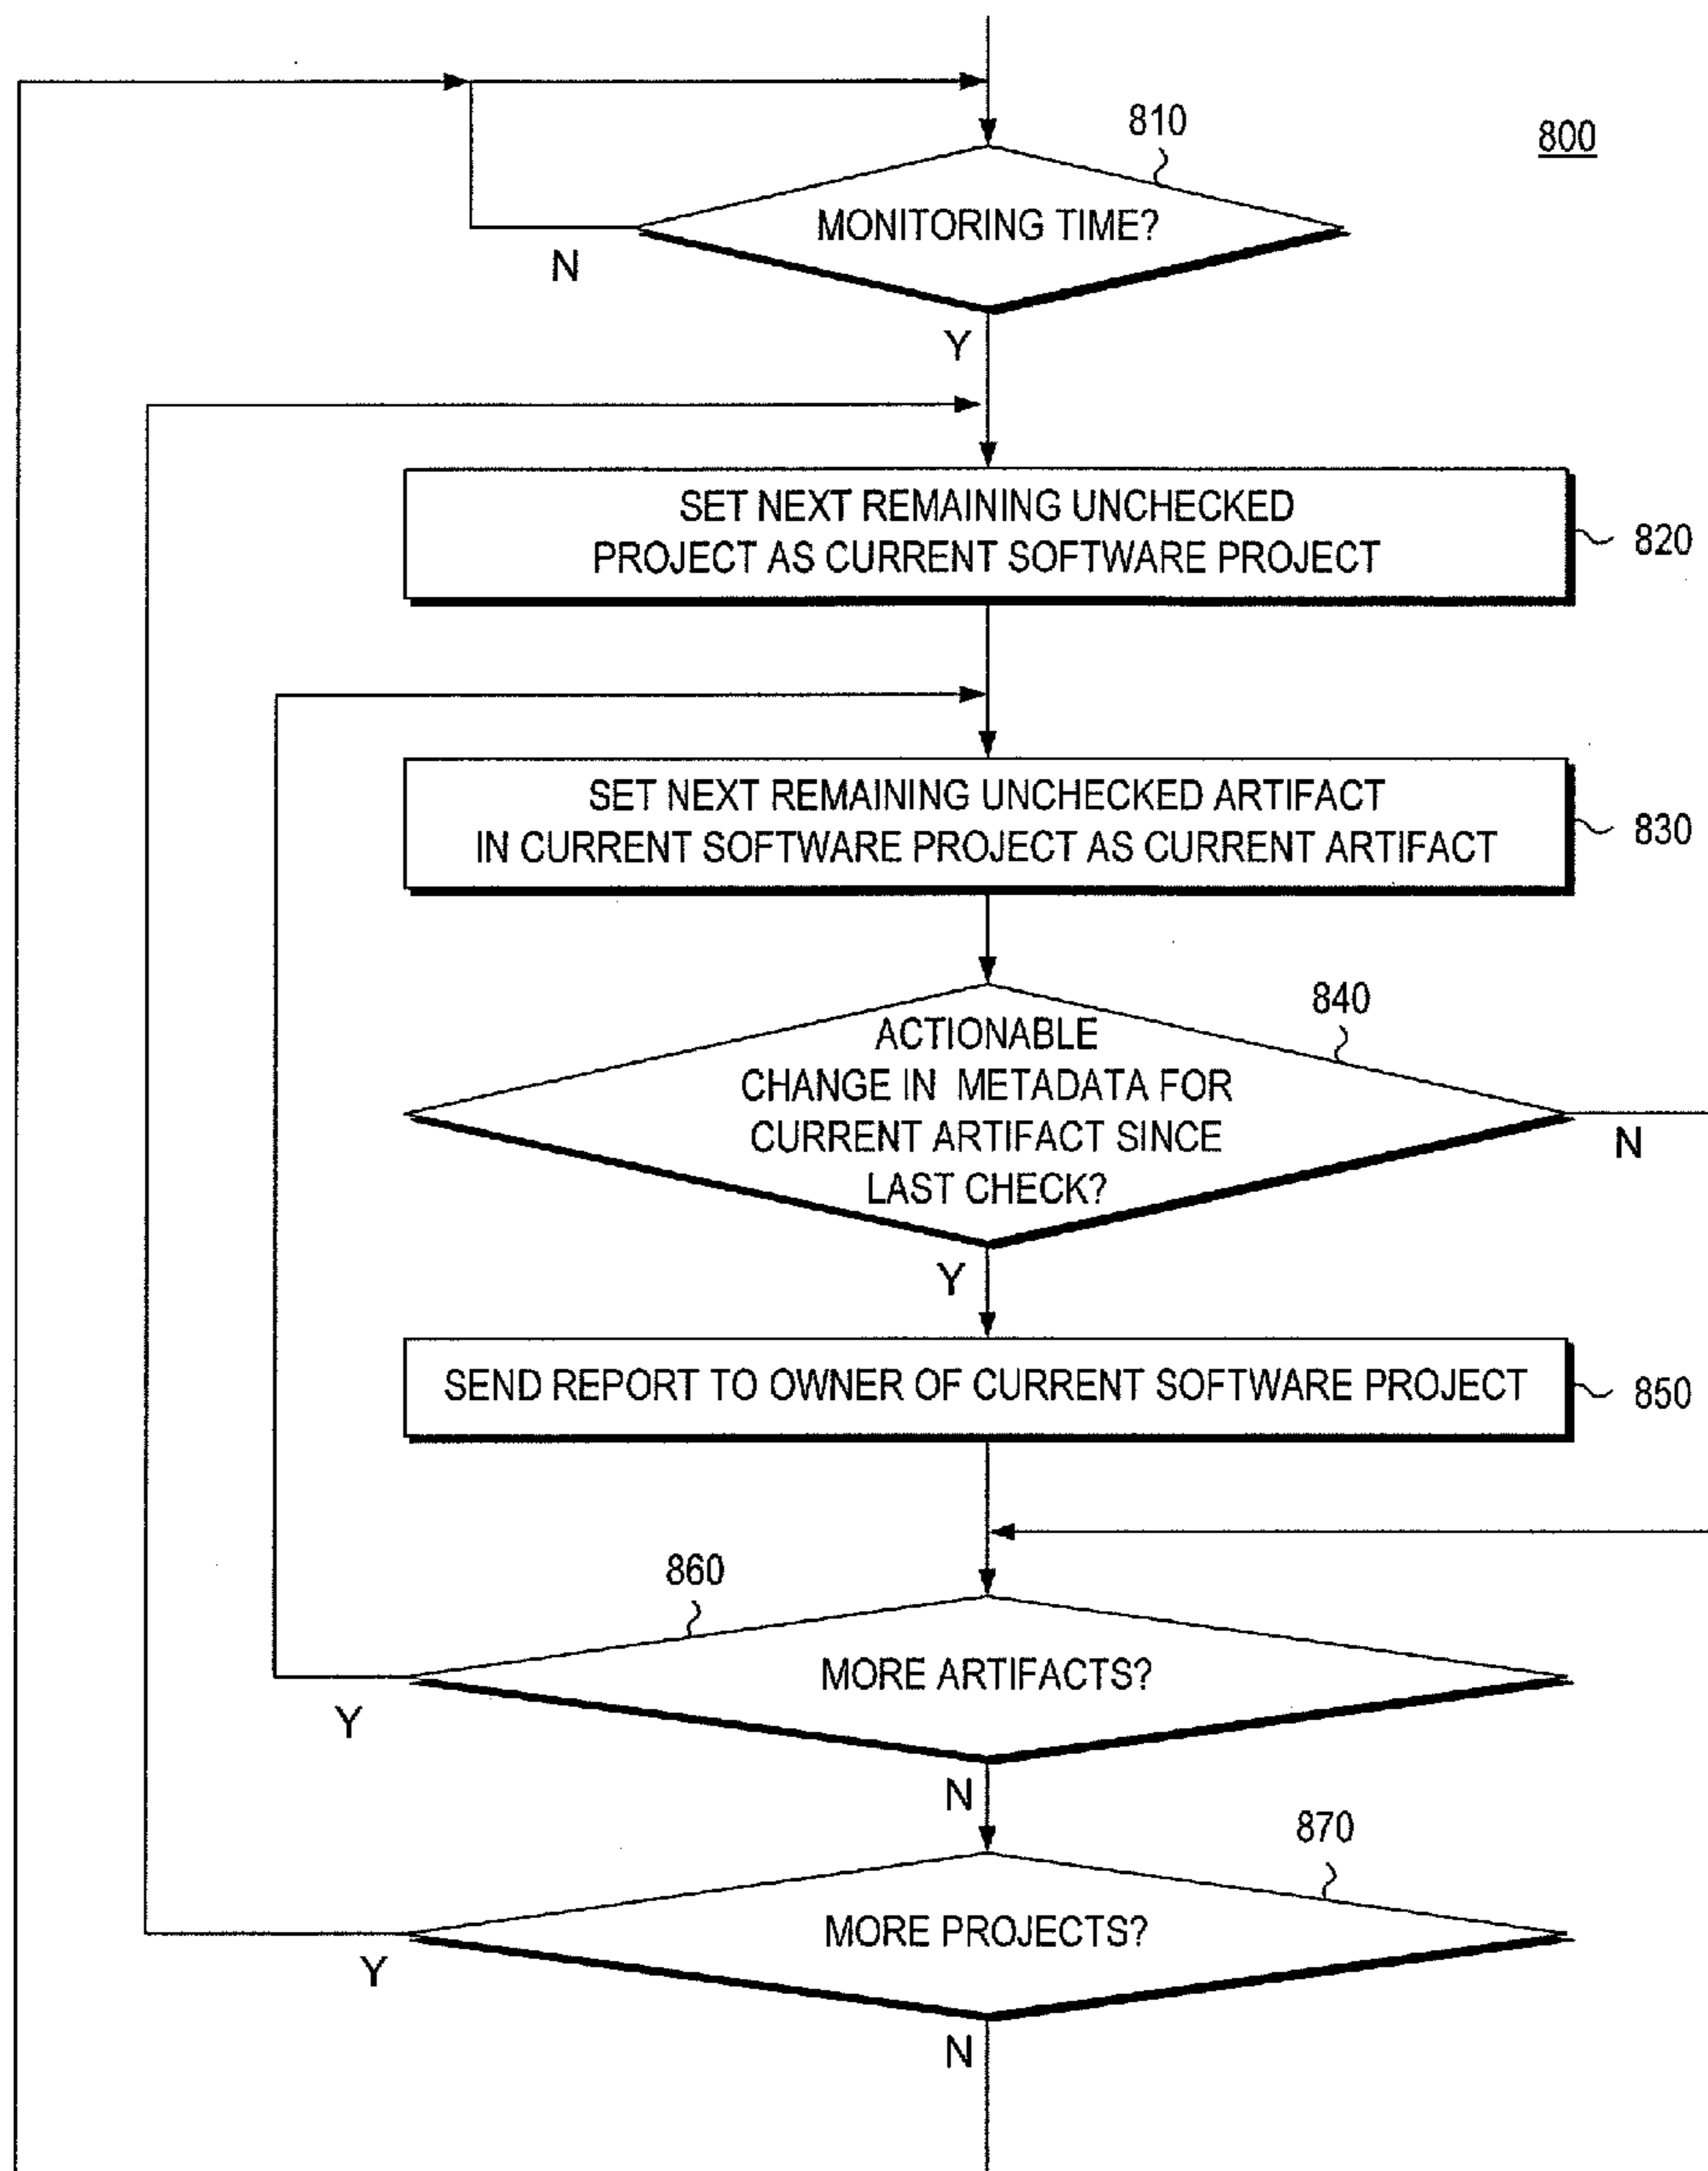 800
810
MONITORING TIME?
N
Y
SET NEXT REMAINING UNCHECKED
PROJECT AS CURRENT SOFTWARE PROJECT
820
SET NEXT REMAINING UNCHECKED ARTIFACT
IN CURRENT SOFTWARE PROJECT AS CURRENT ARTIFACT
830
840
ACTIONABLE
CHANGE IN METADATA FOR
CURRENT ARTIFACT SINCE
LAST CHECK?
N
Y
SEND REPORT TO OWNER OF CURRENT SOFTWARE PROJECT
850
860
MORE ARTIFACTS?
Y
N
870
MORE PROJECTS?
Y
N